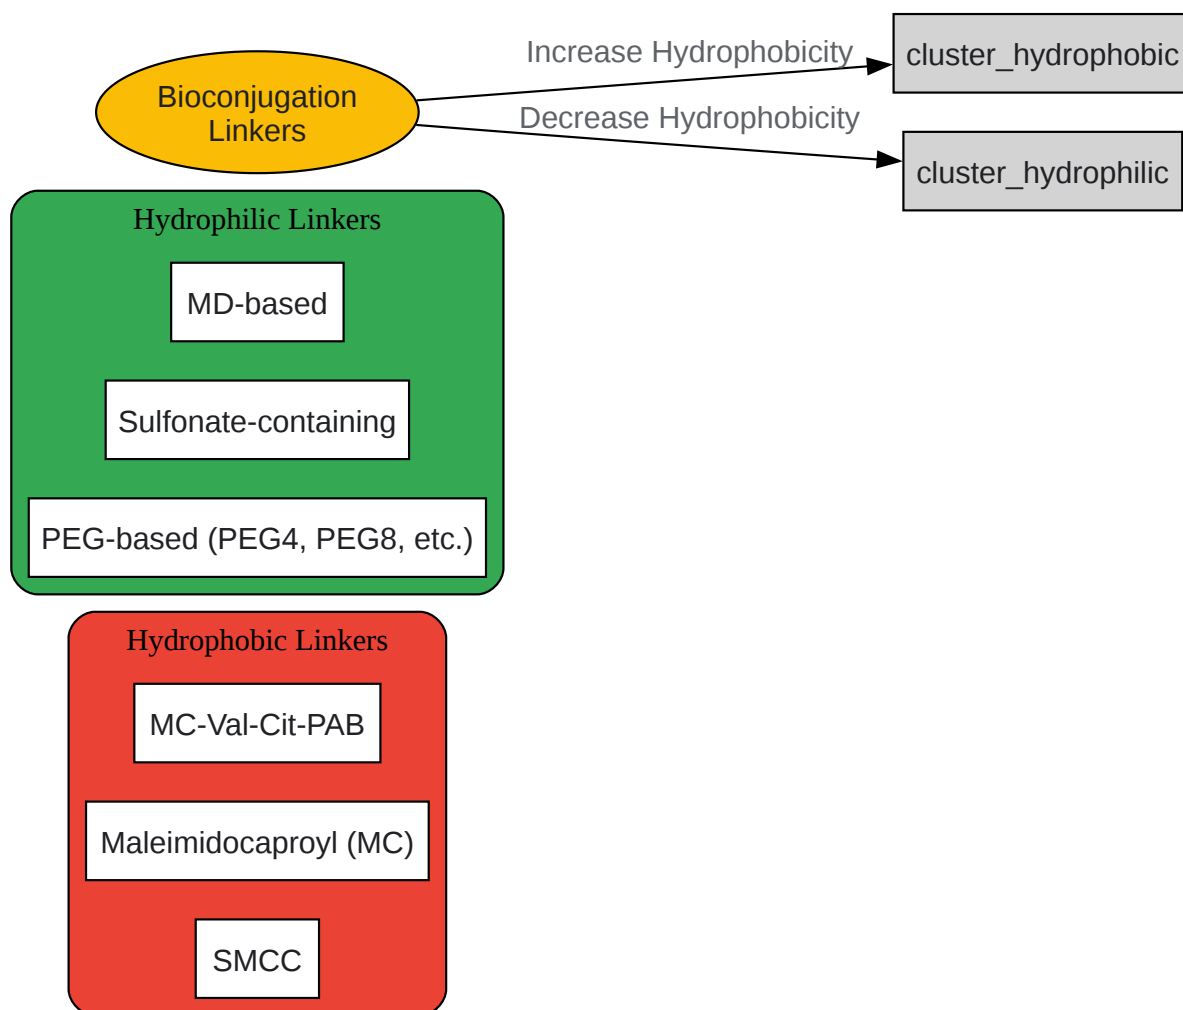 Bioconjugation
Linkers
Increase Hydrophobicity
cluster_hydrophobic
Decrease Hydrophobicity
cluster_hydrophilic
Hydrophilic Linkers
MD-based
Sulfonate-containing
PEG-based (PEG4, PEG8, etc.)
Hydrophobic Linkers
MC-Val-Cit-PAB
Maleimidocaproyl (MC)
SMCC